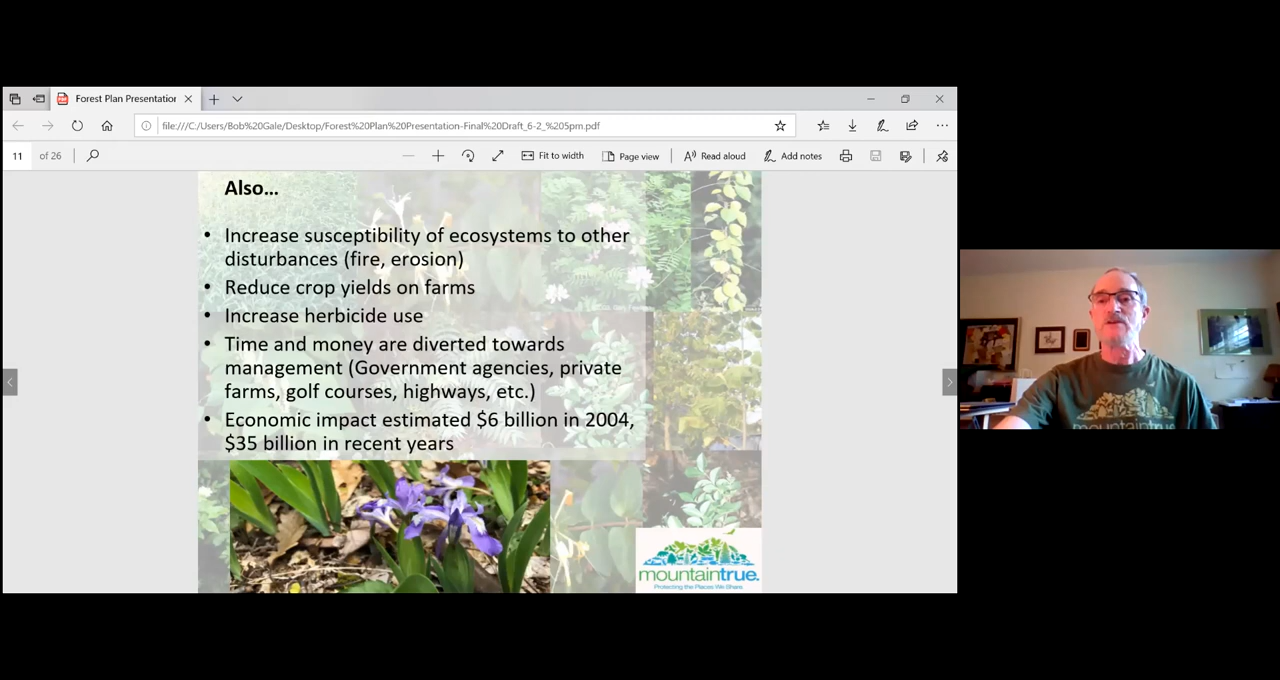 Forest Plan Presentation
file:///C:/Users/Bob%20Gale/Desktop/Forest%20Plan%20Presentation-Final%20Draft_6-2_%205pm.pdf
11 of 26
Fit to width
Page view
Read aloud
Add notes
Also...
• Increase susceptibility of ecosystems to other
disturbances (fire, erosion)
• Reduce crop yields on farms
• Increase herbicide use
• Time and money are diverted towards
management (Government agencies, private
farms, golf courses, highways, etc.)
• Economic impact estimated $6 billion in 2004,
$35 billion in recent years
mountaintrue.
Protecting the Places We Share
mountaintrue